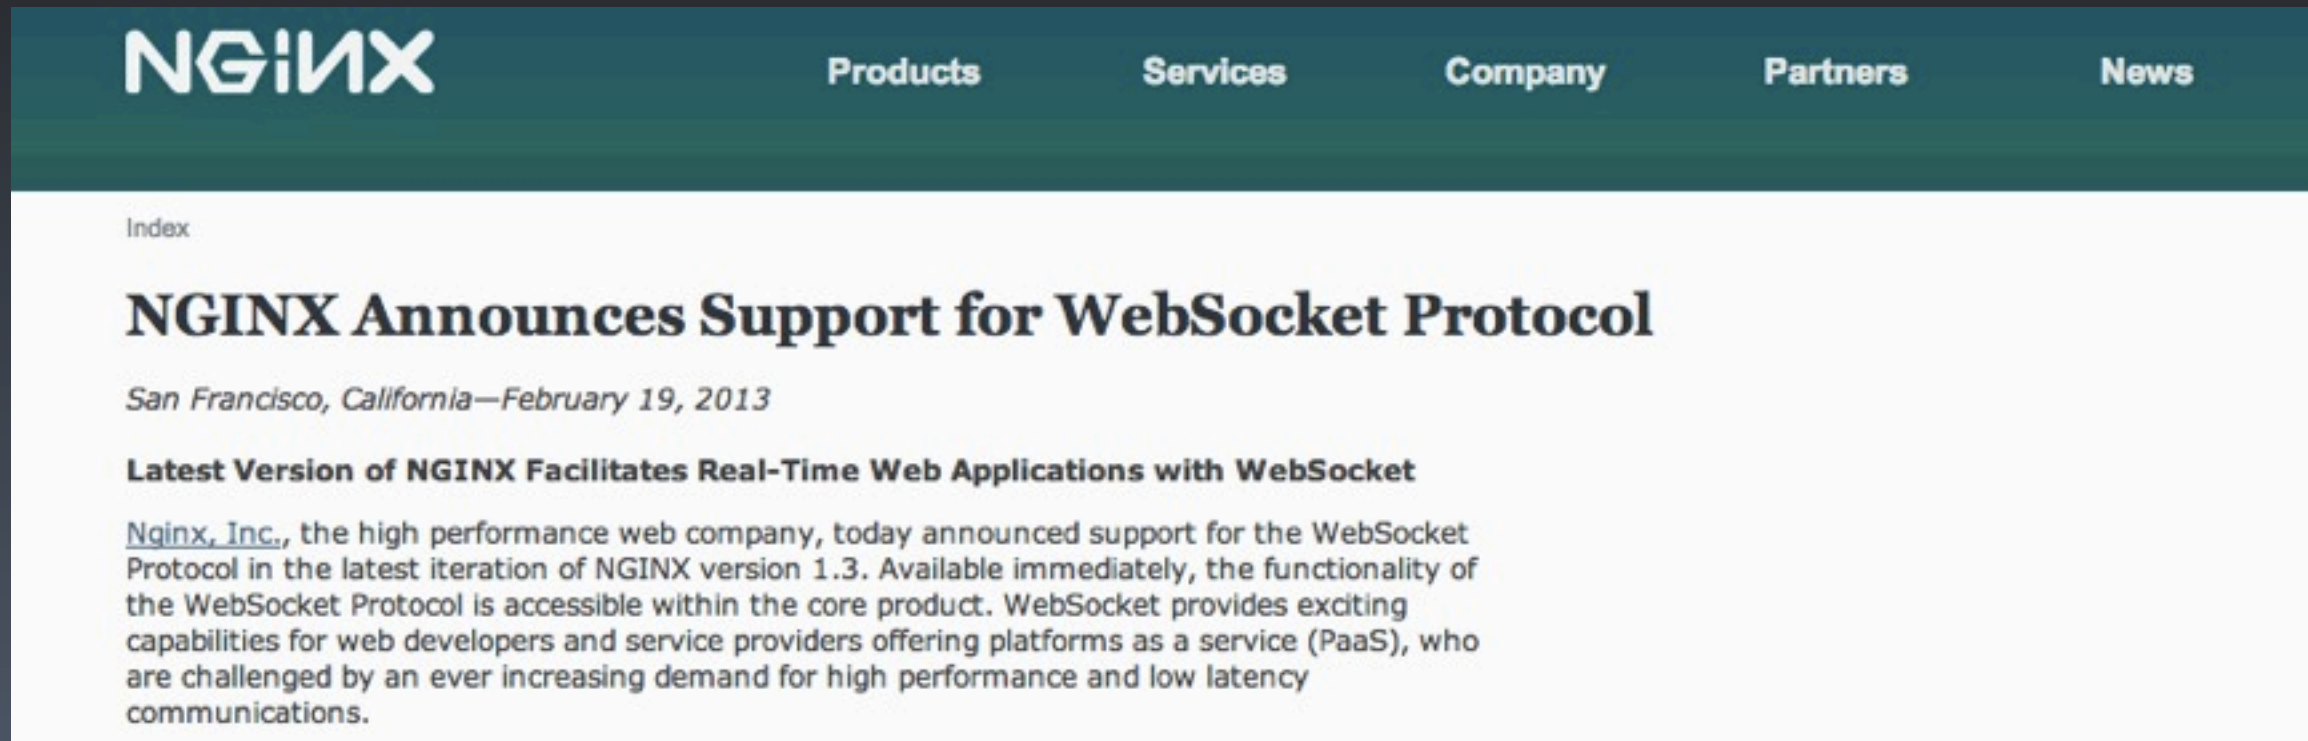 NGINX
Products Services Company Partners News
Index
NGINX Announces Support for WebSocket Protocol
San Francisco, California—February 19, 2013
Latest Version of NGINX Facilitates Real-Time Web Applications with WebSocket
Nginx, Inc., the high performance web company, today announced support for the WebSocket
Protocol in the latest iteration of NGINX version 1.3. Available immediately, the functionality of
the WebSocket Protocol is accessible within the core product. WebSocket provides exciting
capabilities for web developers and service providers offering platforms as a service (PaaS), who
are challenged by an ever increasing demand for high performance and low latency
communications.